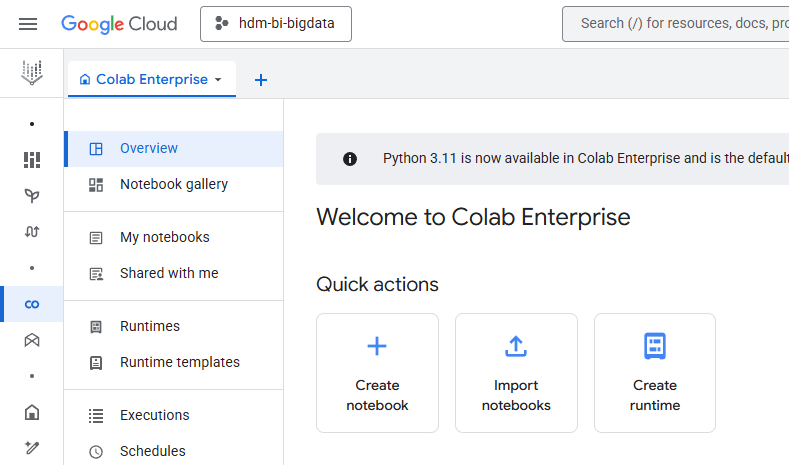 Google Cloud
hdm-bi-bigdata
Search (/) for resources, docs, pro
Colab Enterprise
Overview
Notebook gallery
My notebooks
Shared with me
Runtimes
Runtime templates
Executions
Schedules
Python 3.11 is now available in Colab Enterprise and is the default
Welcome to Colab Enterprise
Quick actions
Create
notebook
Import
notebooks
Create
runtime